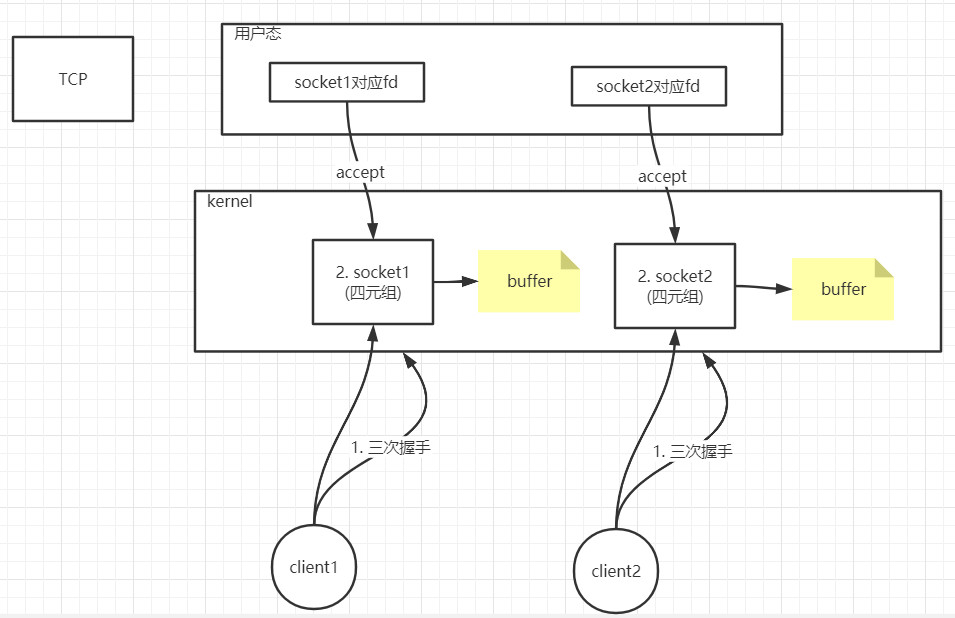 用户态
TCP
socket1对应fd
socket2对应fd
accept
accept
kernel
2. socket1
(四元组)
buffer
2. socket2
(四元组)
buffer
1. 三次握手
1. 三次握手
client1
client2